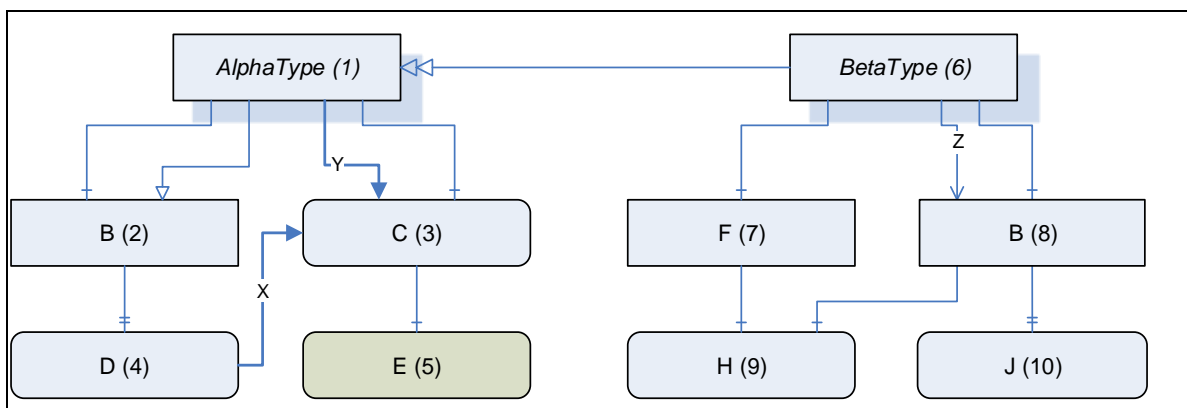 AlphaType (1)
BetaType (6)
Y
Z
B (2)
C (3)
F (7)
B (8)
X
D (4)
E (5)
H (9)
J (10)